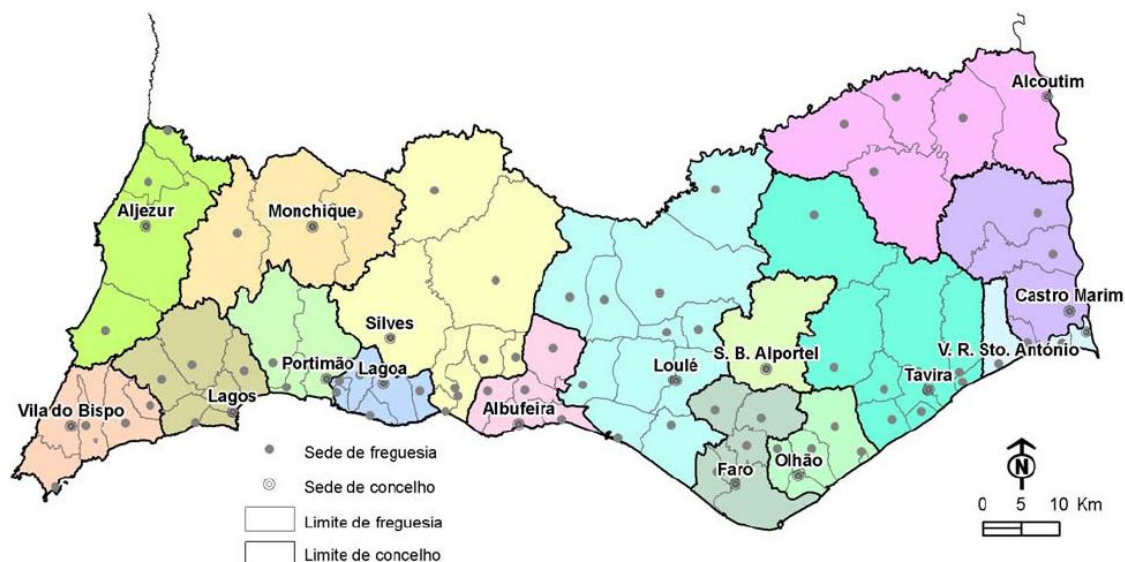 Alcoutim
Aljezur
Monchique
Castro Marim
Silves
V. R. Sto. António
S. B. Alportel
Portimão
Lagoa
Loulé
Tavira
Lagos
Vila do Bispo
Albufeira
Faro
Olhão
Sede de freguesia
Sede de concelho
Limite de freguesia
Limite de concelho
N
0 5 10 Km